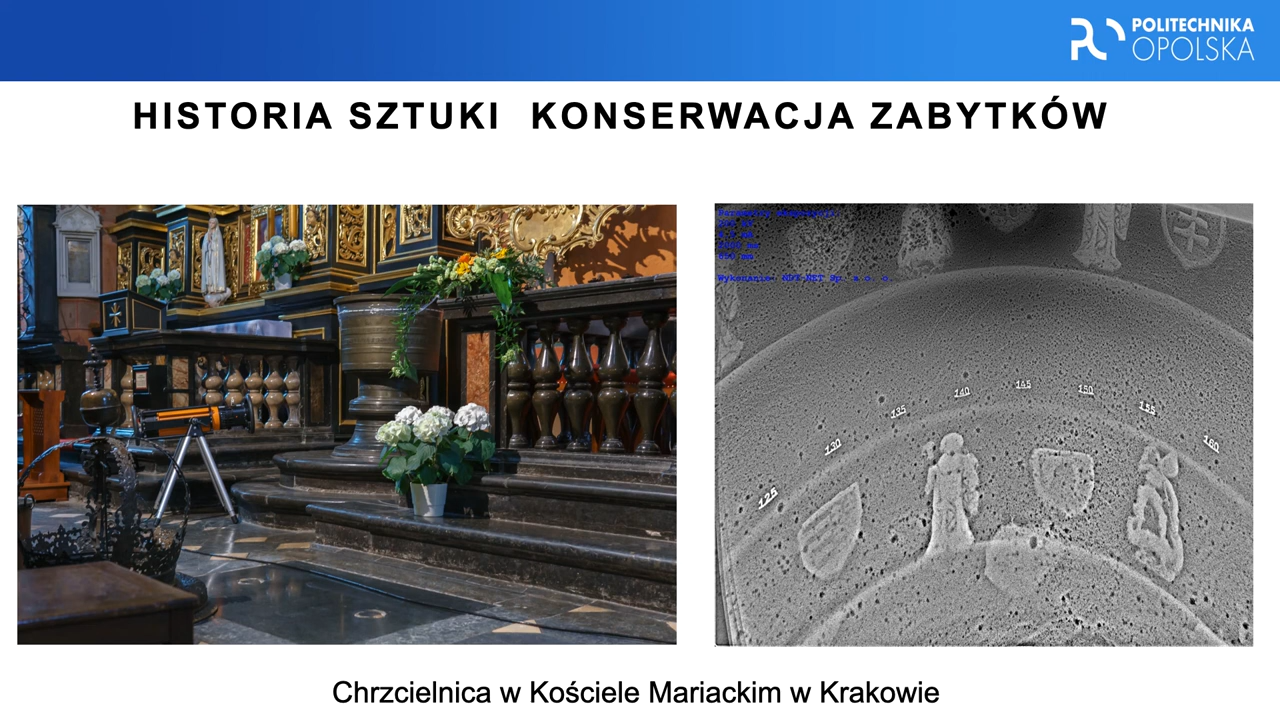 POLITECHNIKA
OPOLSKA
HISTORIA SZTUKI KONSERWACJA ZABYTKÓW
140 145 150
135 155
130 160
125
Chrzcielnica w Kościele Mariackim w Krakowie